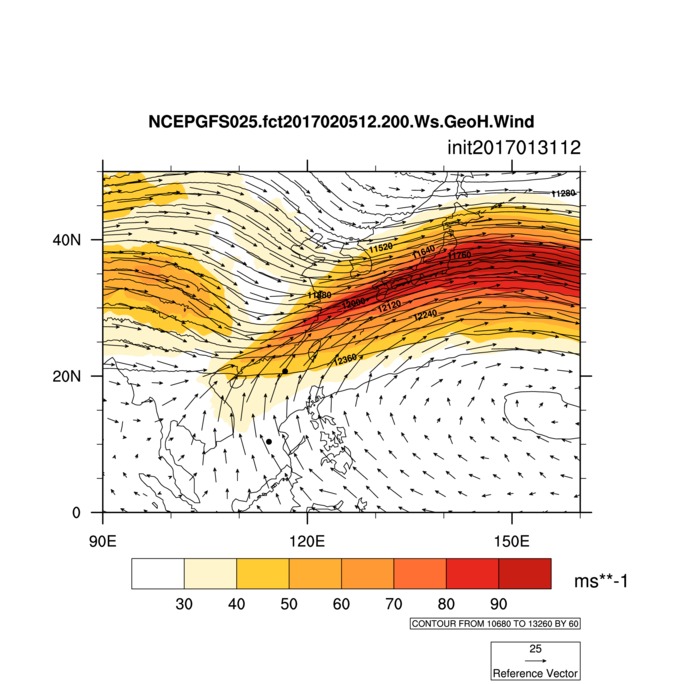 NCEPGFS025.fct2017020512.200.Ws.GeoH.Wind
init2017013112
11280
40N
11520
11640
11760
11880
12000
12120
12240
12360
20N
0
90E 120E 150E
ms**-1
30 40 50 60 70 80 90
CONTOUR FROM 10680 TO 13260 BY 60
25
Reference Vector